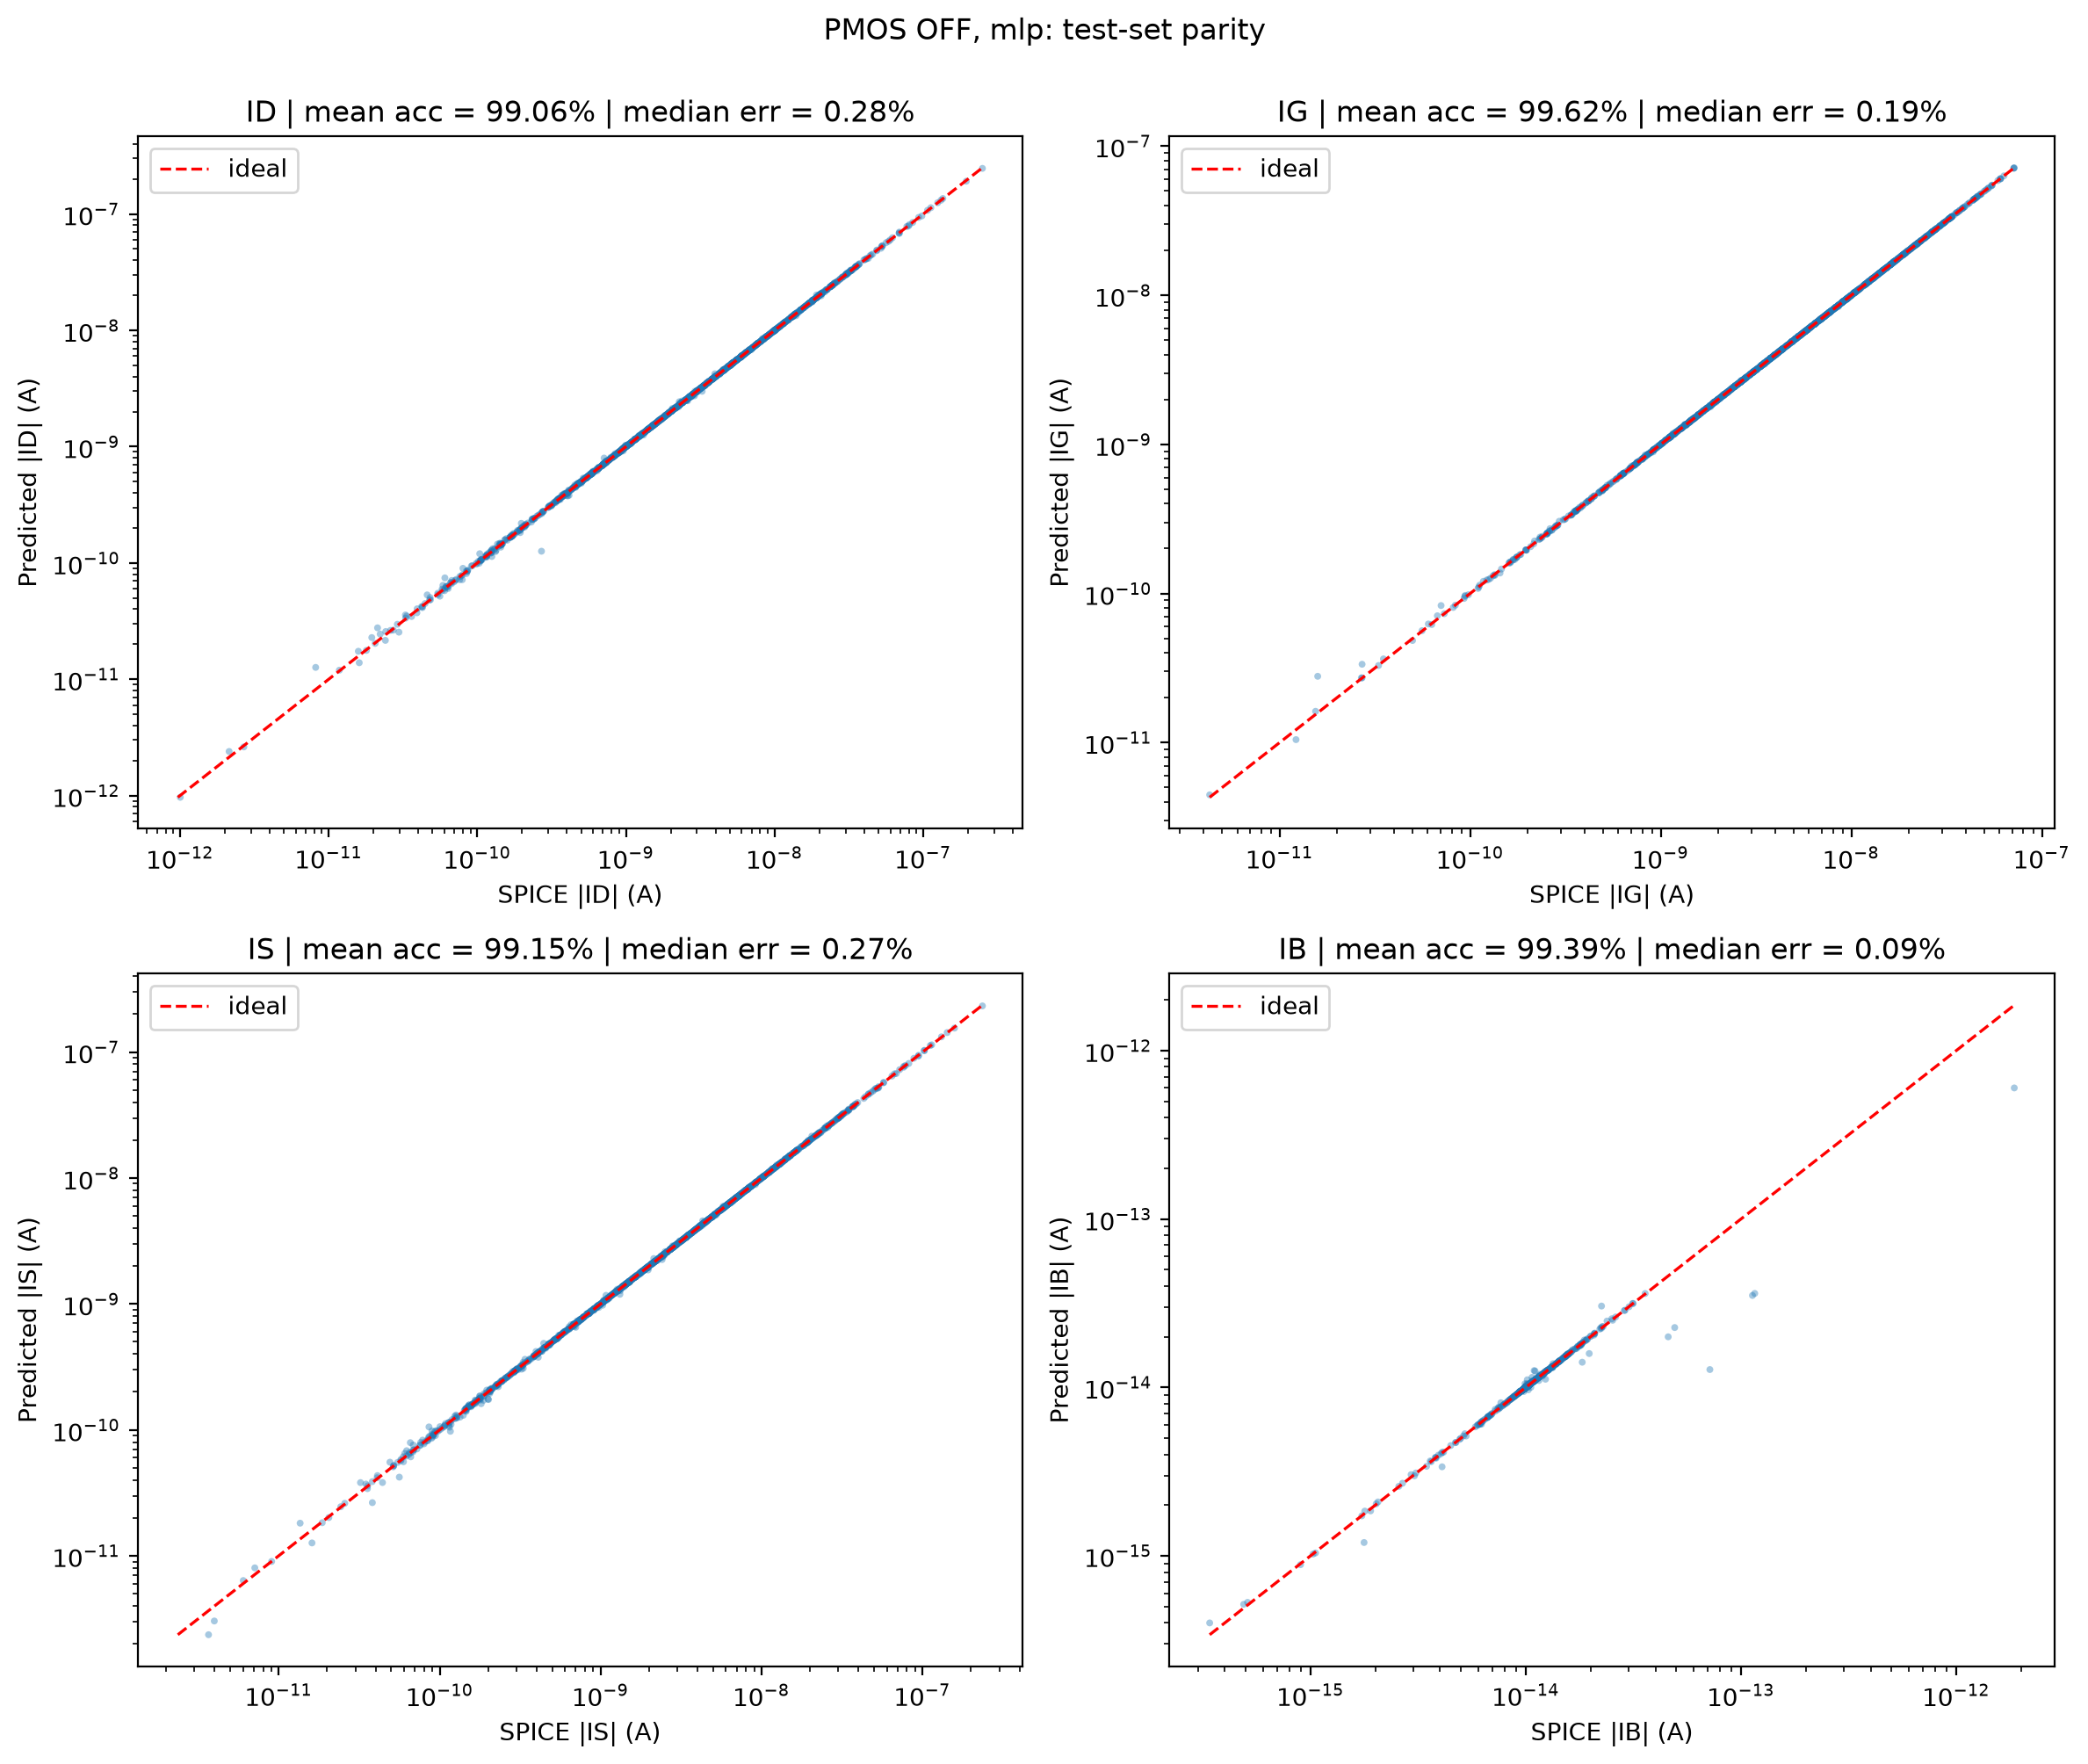 PMOS OFF, mlp: test-set parity
ID | mean acc = 99.06% | median err = 0.28%
ideal
Predicted |ID| (A)
10⁻⁷
10⁻⁸
10⁻⁹
10⁻¹⁰
10⁻¹¹
10⁻¹²
10⁻¹² 10⁻¹¹ 10⁻¹⁰ 10⁻⁹ 10⁻⁸ 10⁻⁷
SPICE |ID| (A)
IG | mean acc = 99.62% | median err = 0.19%
ideal
Predicted |IG| (A)
10⁻⁷
10⁻⁸
10⁻⁹
10⁻¹⁰
10⁻¹¹
10⁻¹¹ 10⁻¹⁰ 10⁻⁹ 10⁻⁸ 10⁻⁷
SPICE |IG| (A)
IS | mean acc = 99.15% | median err = 0.27%
ideal
Predicted |IS| (A)
10⁻⁷
10⁻⁸
10⁻⁹
10⁻¹⁰
10⁻¹¹
10⁻¹¹ 10⁻¹⁰ 10⁻⁹ 10⁻⁸ 10⁻⁷
SPICE |IS| (A)
IB | mean acc = 99.39% | median err = 0.09%
ideal
Predicted |IB| (A)
10⁻¹²
10⁻¹³
10⁻¹⁴
10⁻¹⁵
10⁻¹⁵ 10⁻¹⁴ 10⁻¹³ 10⁻¹²
SPICE |IB| (A)